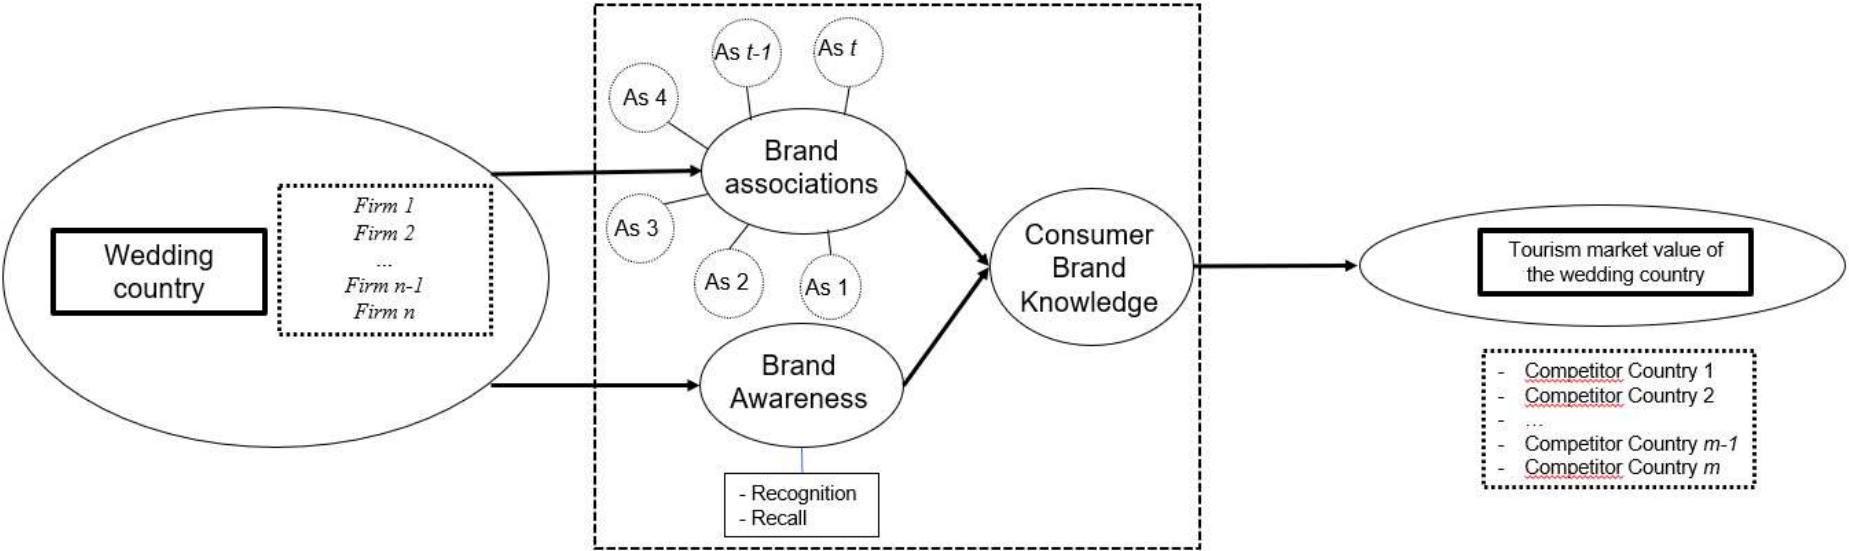 Wedding
country
Firm 1
Firm 2
...
Firm n-1
Firm n
As t-1
As t
As 4
As 3
As 2
As 1
Brand
associations
Brand
Awareness
- Recognition
- Recall
Consumer
Brand
Knowledge
Tourism market value of
the wedding country
- Competitor Country 1
- Competitor Country 2
- ...
- Competitor Country m-1
- Competitor Country m